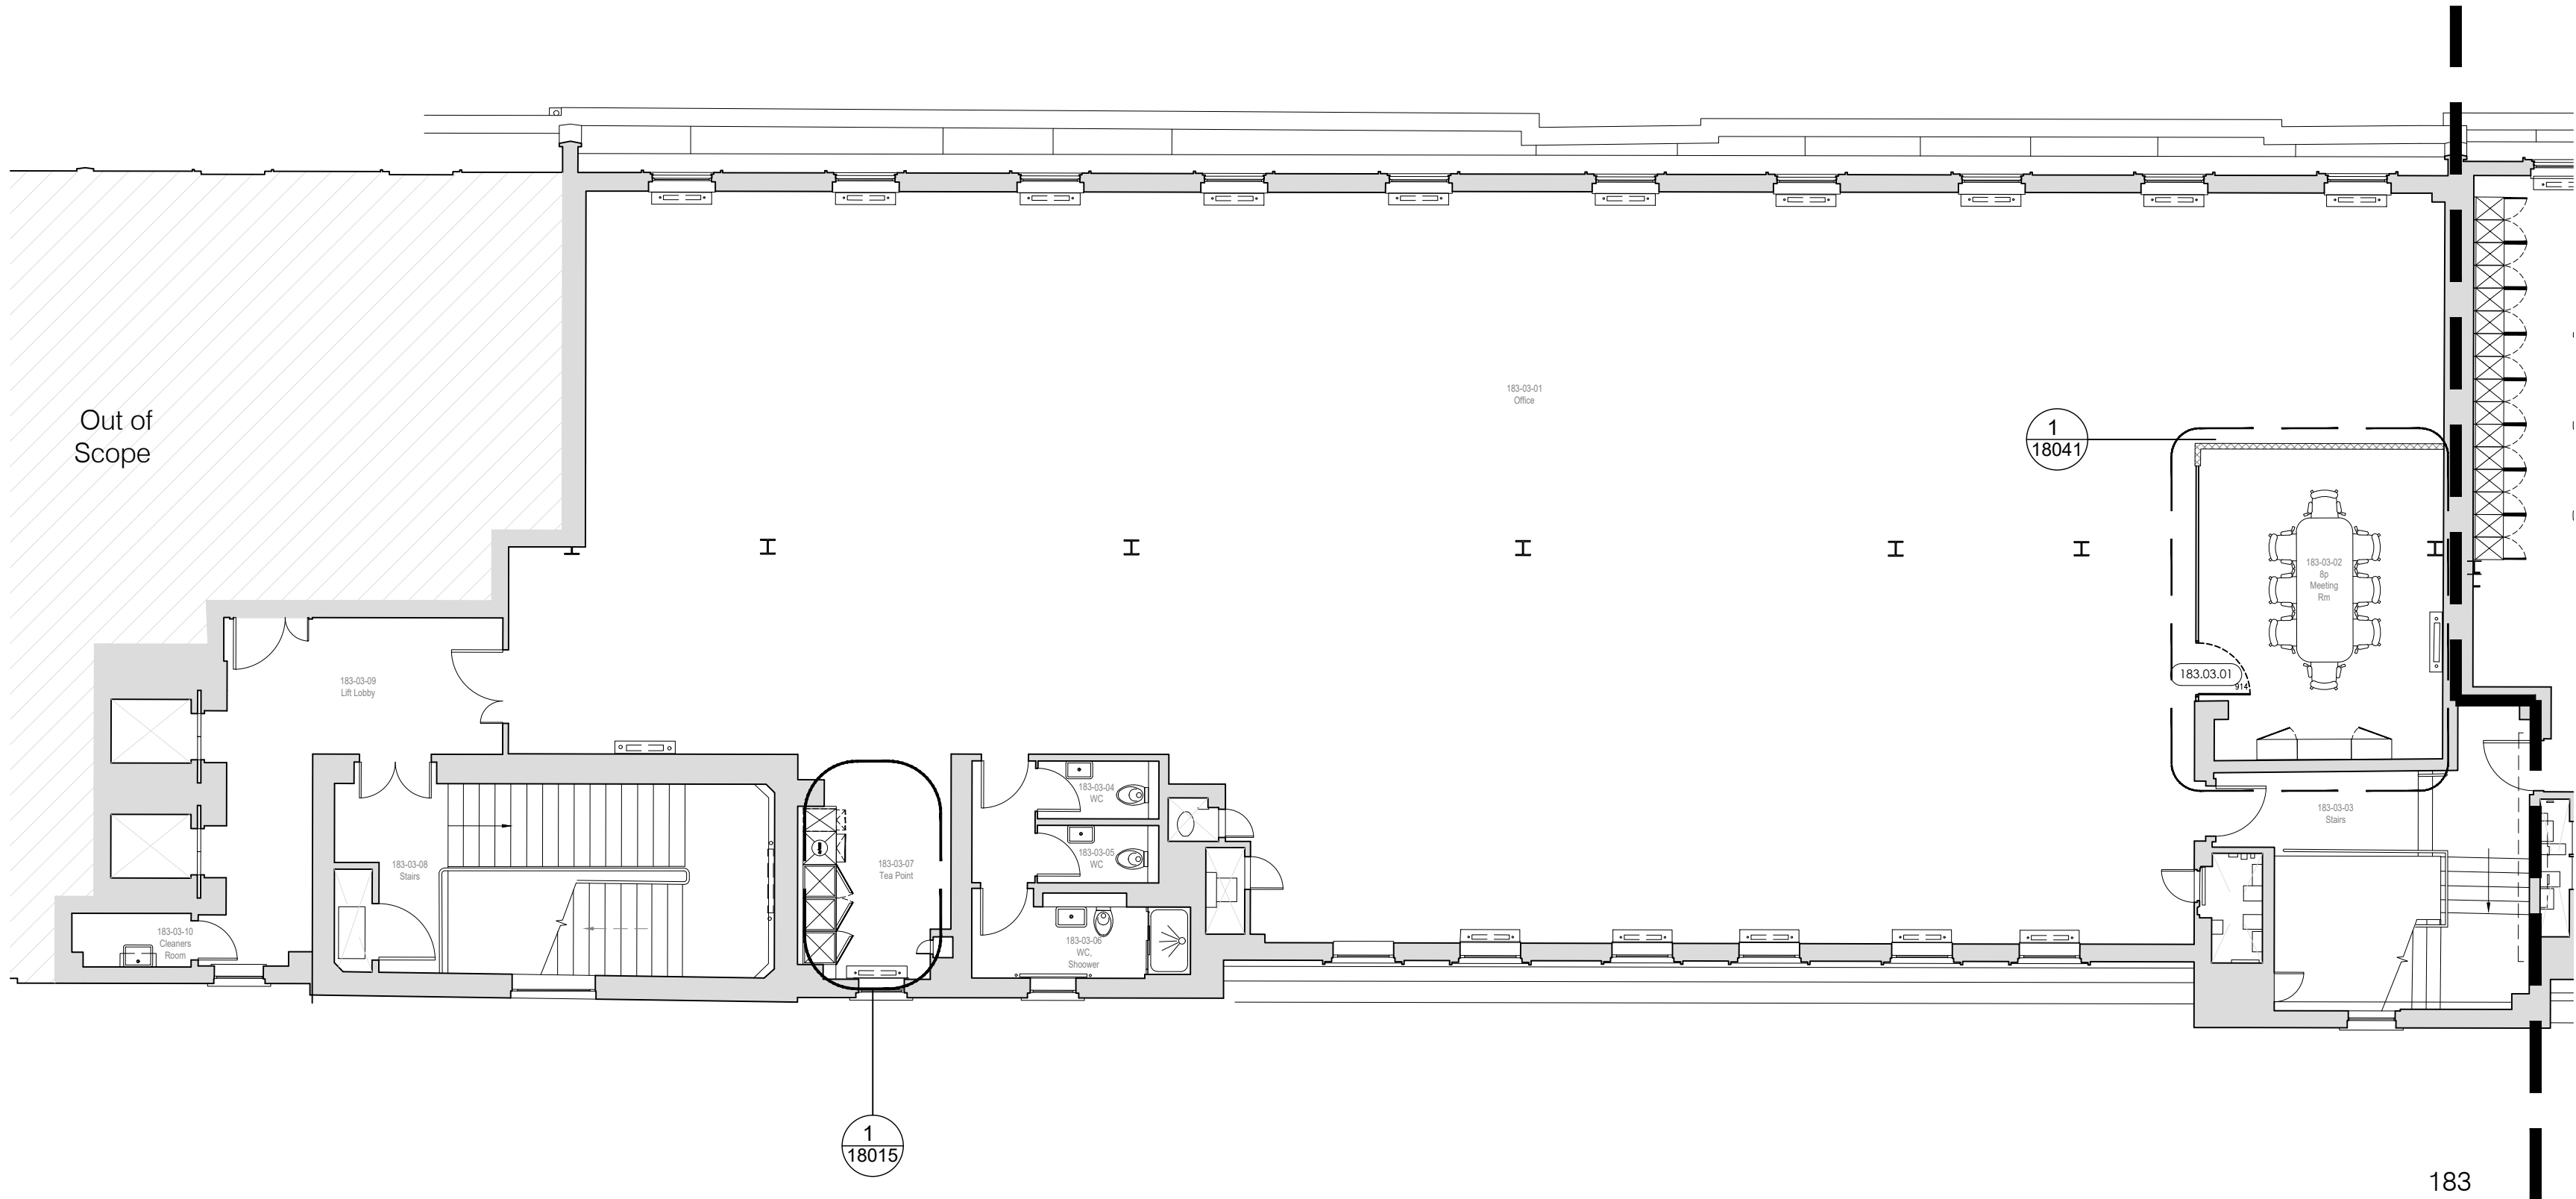 183-03-01
Office
Out of
Scope
1
18041
183-03-02
8p
Meeting
Rm
183.03.01
914
183-03-09
Lift Lobby
183-03-04
WC
183-03-03
Stairs
183-03-05
WC
183-03-08
Stairs
183-03-07
Tea Point
183-03-10
Cleaners
Room
183-03-06
WC,
Shoower
1
18015
183